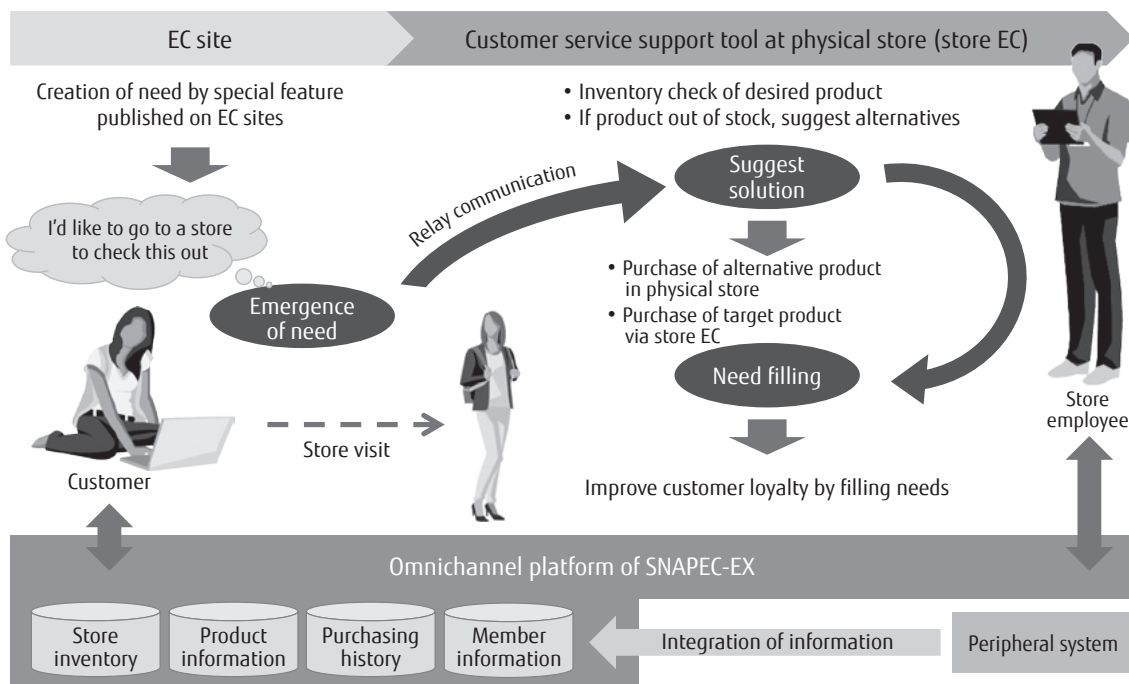 EC site
Customer service support tool at physical store (store EC)
Creation of need by special feature
published on EC sites
• Inventory check of desired product
• If product out of stock, suggest alternatives
Suggest
solution
Relay communication
I'd like to go to a store
to check this out
Emergence
of need
• Purchase of alternative product
in physical store
• Purchase of target product
via store EC
Need filling
Store
employee
Store visit
Customer
Improve customer loyalty by filling needs
Omnichannel platform of SNAPEC-EX
Store
inventory
Product
information
Purchasing
history
Member
information
Integration of information
Peripheral system